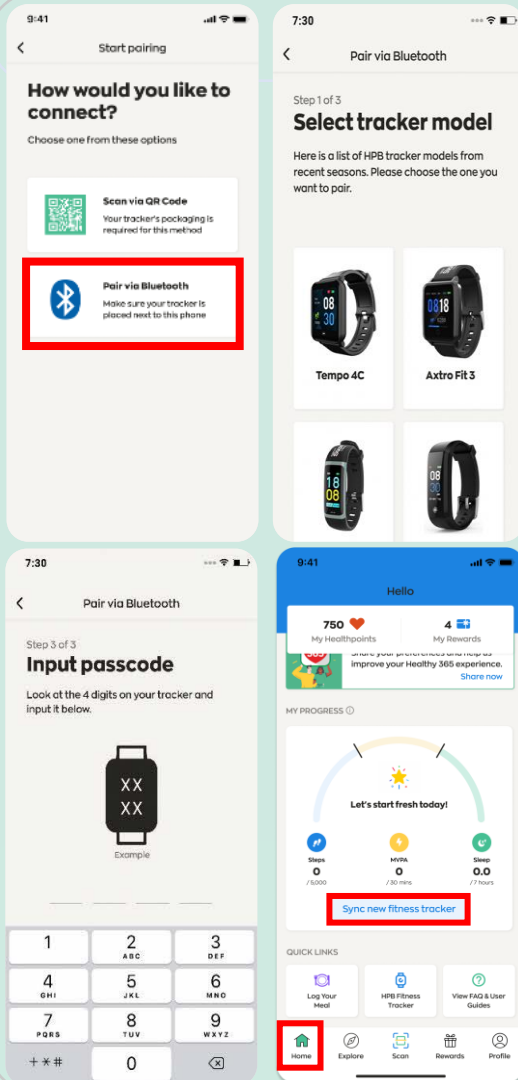 9:41
Start pairing
How would you like to
connect?
Choose one from these options
Scan via QR Code
Your tracker's packaging is
required for this method
Pair via Bluetooth
Make sure your tracker is
placed next to this phone
7:30
Pair via Bluetooth
Step 1 of 3
Select tracker model
Here is a list of HPB tracker models from
recent seasons. Please choose the one you
want to pair.
08
30
0818
Tempo 4C
Axtro Fit 3
18
08
08
30
7:30
Pair via Bluetooth
Step 3 of 3
Input passcode
Look at the 4 digits on your tracker and
input it below.
XX
XX
Example
1
2
ABC
3
DEF
4
GHI
5
JKL
6
MNO
7
PQRS
8
TUV
9
WXYZ
+*#
0
9:41
Hello
750
4
My Healthpoints
My Rewards
365
share your preferences and help us
improve your Healthy 365 experience.
Share now
MY PROGRESS
Let's start fresh today!
Steps
MVPA
Sleep
0
0
0.0
/ 5,000
/ 30 mins
/ 7 hours
Sync new fitness tracker
QUICK LINKS
Log Your
Meal
HPB Fitness
Tracker
View FAQ & User
Guides
Home
Explore
Scan
Rewards
Profile